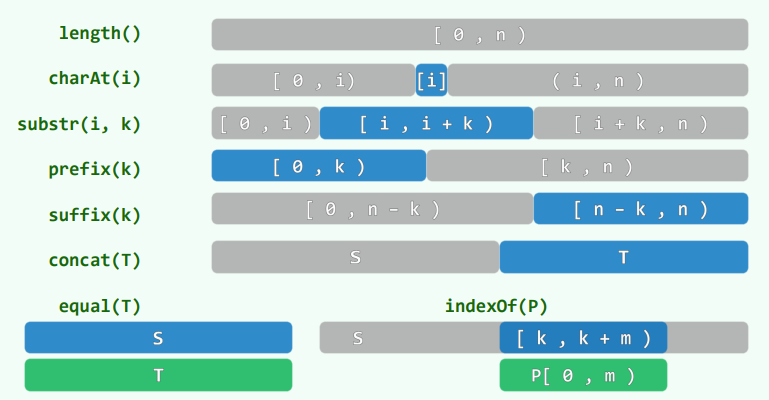 length() [ 0 , n )
charAt(i) [ 0 , i) [i] ( i , n )
substr(i, k) [ 0 , i ) [ i , i + k ) [ i + k , n )
prefix(k) [ 0 , k ) [ k , n )
suffix(k) [ 0 , n – k ) [ n – k , n )
concat(T) S T
equal(T) indexOf(P)
S S [ k , k + m )
T P[ 0 , m )